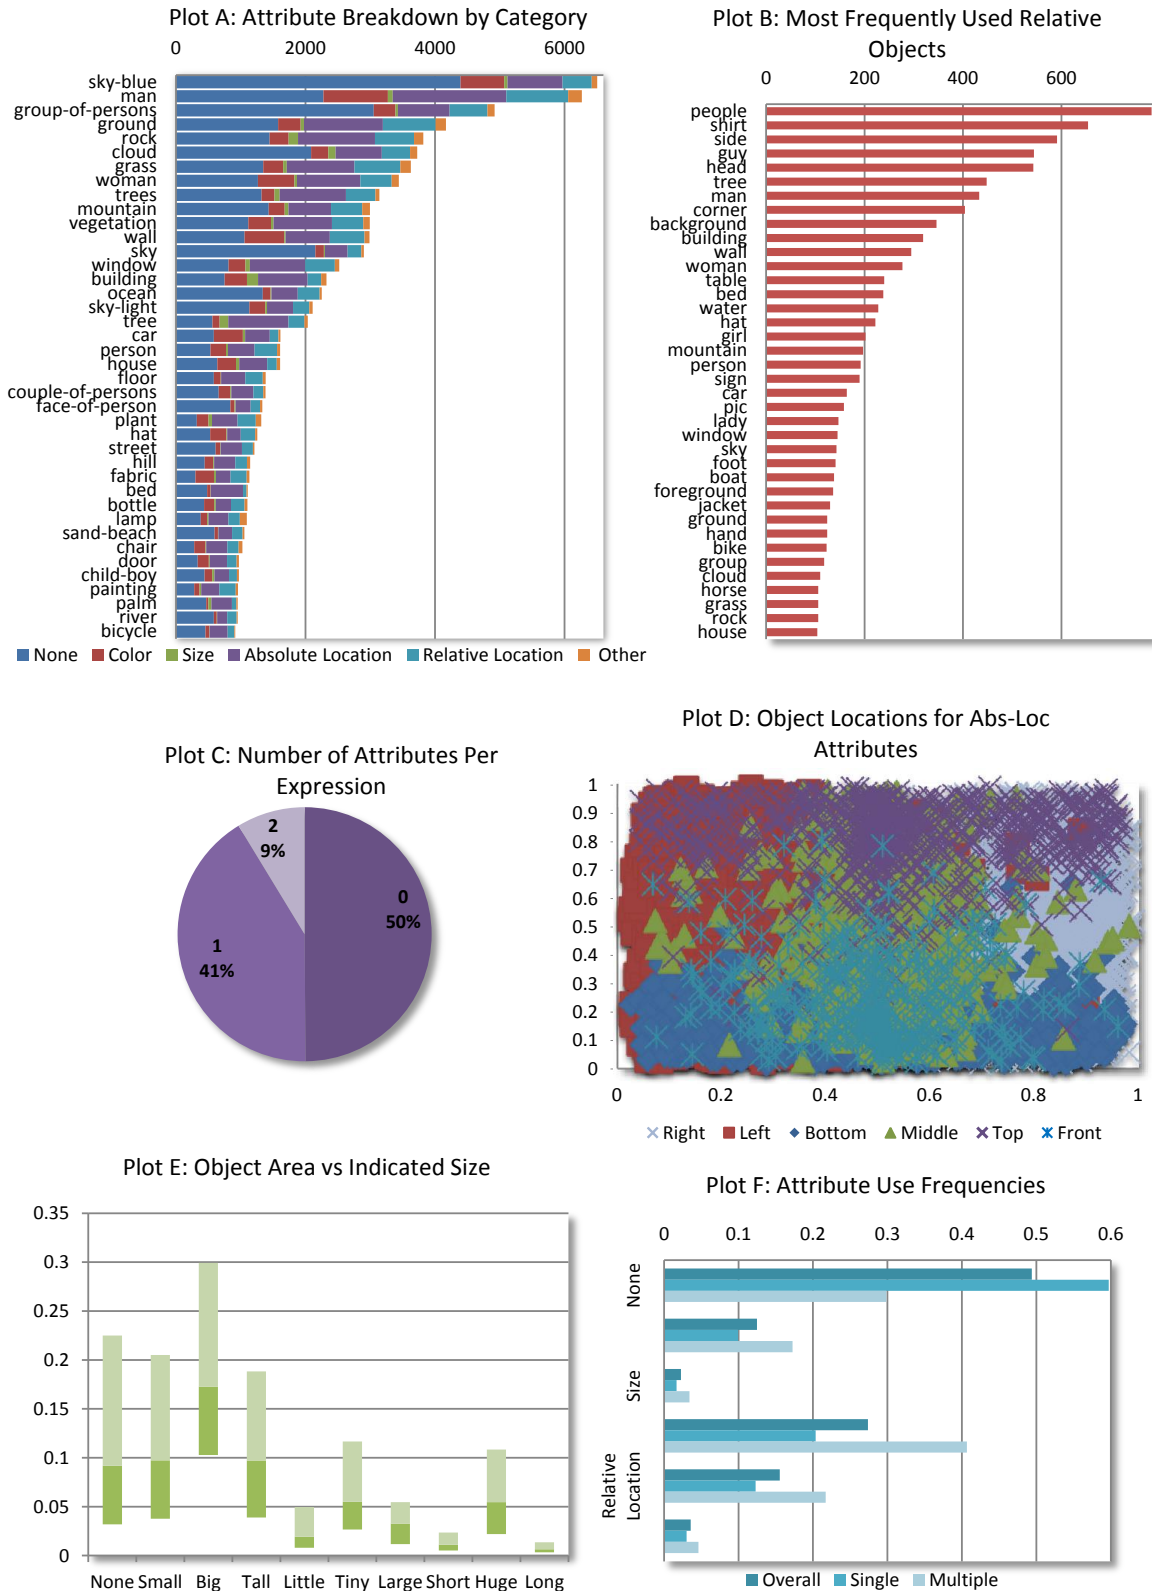 Plot A: Attribute Breakdown by Category
0 2000 4000 6000
sky-blue
man
group-of-persons
ground
rock
cloud
grass
woman
trees
mountain
vegetation
wall
sky
window
building
ocean
sky-light
tree
car
person
house
floor
couple-of-persons
face-of-person
plant
hat
street
hill
fabric
bed
bottle
lamp
sand-beach
chair
door
child-boy
painting
palm
river
bicycle
None Color Size Absolute Location Relative Location Other
Plot B: Most Frequently Used Relative
Objects
0 200 400 600
people
shirt
side
guy
head
tree
man
corner
background
building
wall
woman
table
bed
water
hat
girl
mountain
person
sign
car
pic
lady
window
sky
foot
boat
foreground
jacket
ground
hand
bike
group
cloud
horse
grass
rock
house
Plot C: Number of Attributes Per
Expression
2
9%
0
50%
1
41%
Plot D: Object Locations for Abs-Loc
Attributes
1
0.9
0.8
0.7
0.6
0.5
0.4
0.3
0.2
0.1
0
0 0.2 0.4 0.6 0.8 1
Right Left Bottom Middle Top Front
Plot E: Object Area vs Indicated Size
0.35
0.3
0.25
0.2
0.15
0.1
0.05
0
None Small Big Tall Little Tiny Large Short Huge Long
Plot F: Attribute Use Frequencies
0 0.1 0.2 0.3 0.4 0.5 0.6
None
Size
Relative
Location
Overall Single Multiple